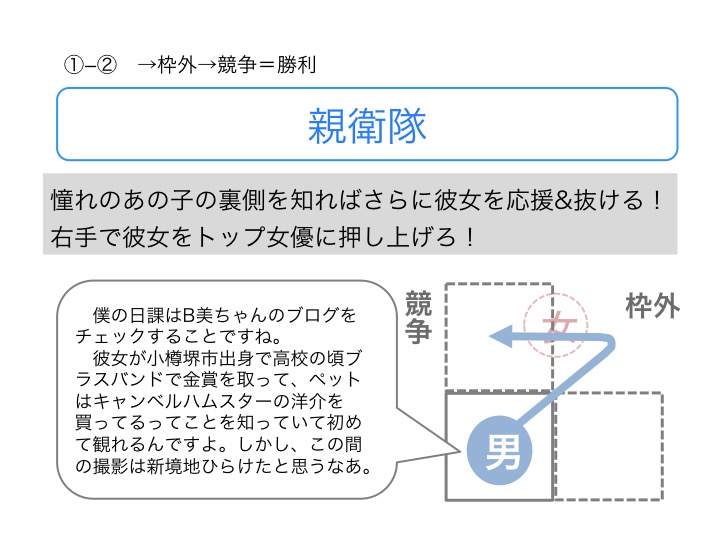 ①–②　→枠外→競争＝勝利
親衛隊
憧れのあの子の裏側を知ればさらに彼女を応援&抜ける！
右手で彼女をトップ女優に押し上げろ！
僕の日課はB美ちゃんのブログを
チェックすることですね。
彼女が小樽堺市出身で高校の頃ブ
ラスバンドで金賞を取って、ペット
はキャンベルハムスターの洋介を
買ってるってことを知っていて初め
て観れるんですよ。しかし、この間
の撮影は新境地ひらけたと思うなあ。
競争
枠外
女
男